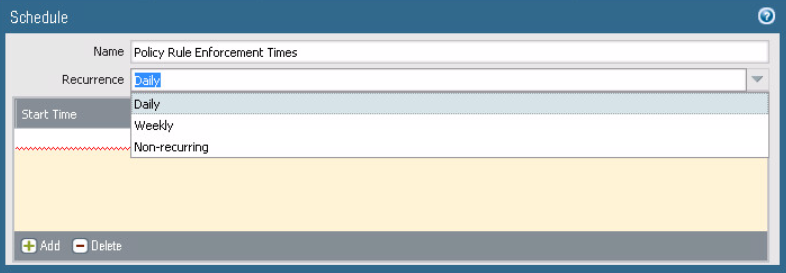 Schedule
Name Policy Rule Enforcement Times
Recurrence Daily
Start Time
Daily
Weekly
Non-recurring
Add Delete